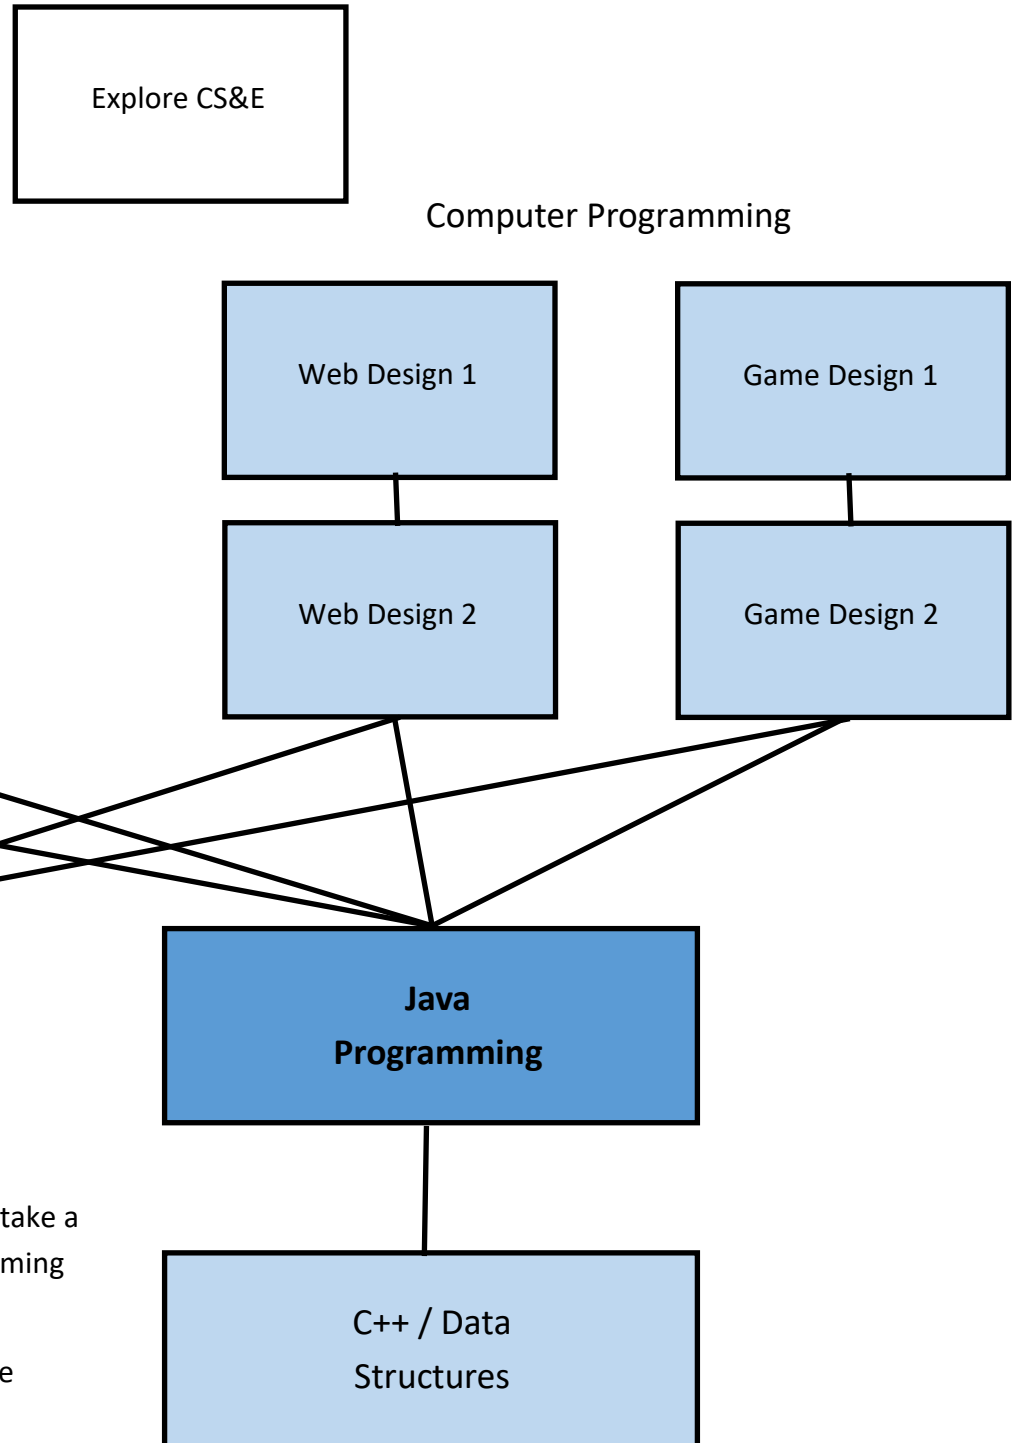 Explore CS&E
Computer Programming
Web Design 1
Game Design 1
Web Design 2
Game Design 2
Java
Programming
take a
C++ / Data
Structures